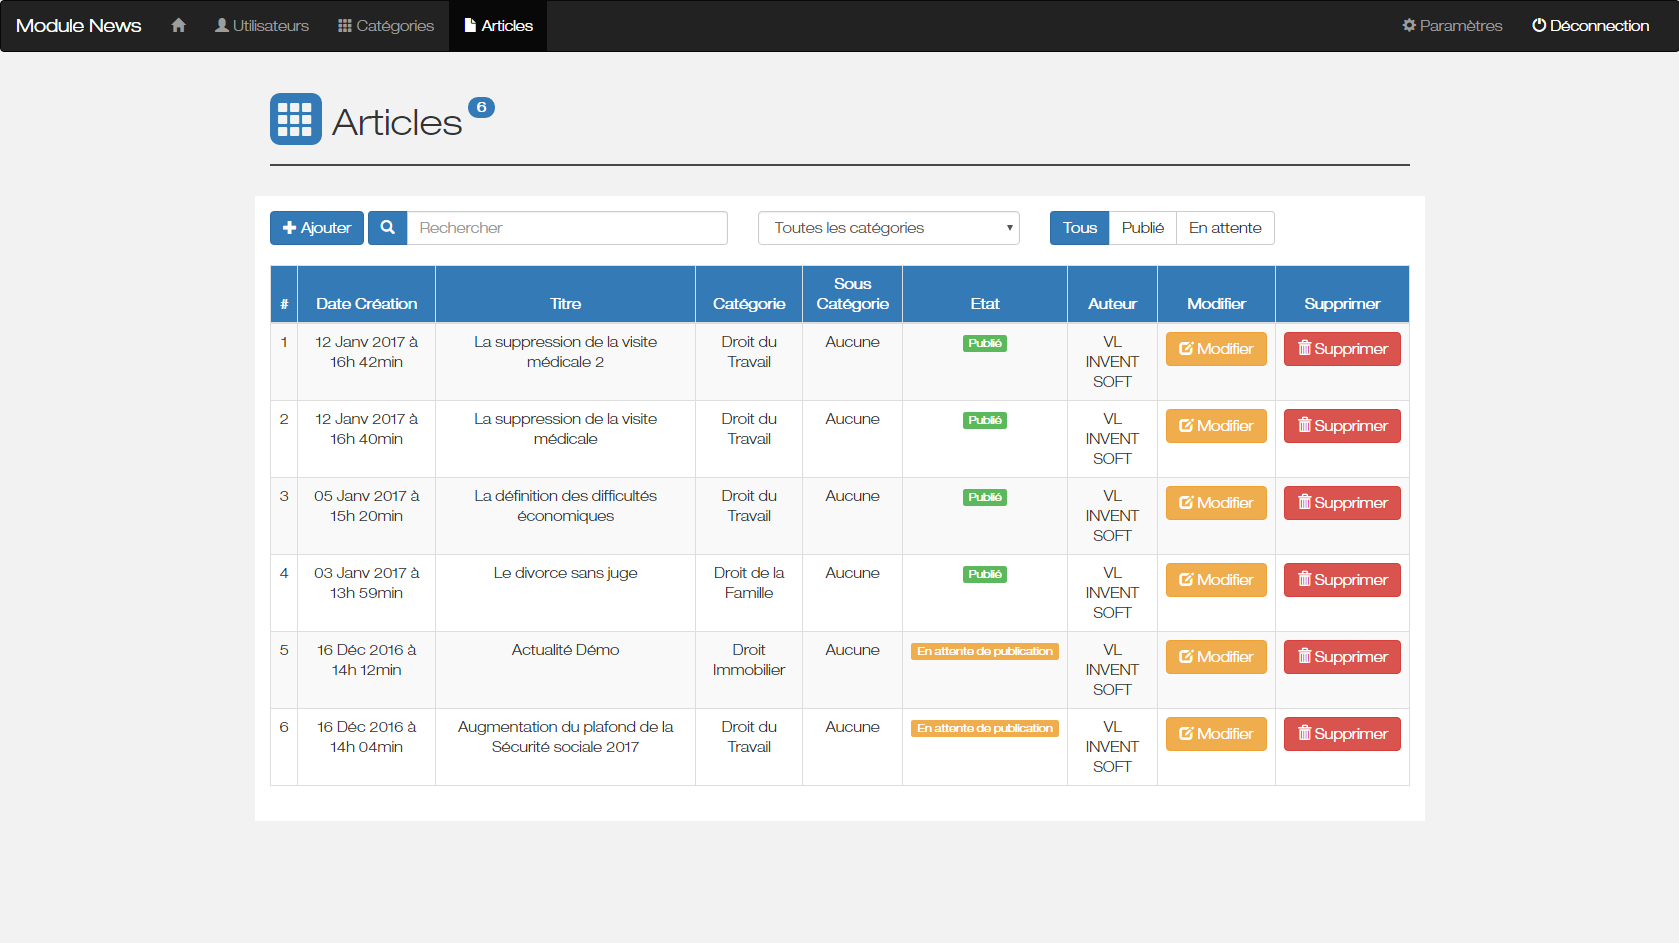 Module News
Utilisateurs
Catégories
Articles
Paramètres
Déconnection
Articles 6
Ajouter
Rechercher
Toutes les catégories
Tous
Publié
En attente
#
Date Création
Titre
Catégorie
Sous
Catégorie
Etat
Auteur
Modifier
Supprimer
1
12 Janv 2017 à
16h 42min
La suppression de la visite
médicale 2
Droit du
Travail
Aucune
Publié
VL
INVENT
SOFT
Modifier
Supprimer
2
12 Janv 2017 à
16h 40min
La suppression de la visite
médicale
Droit du
Travail
Aucune
Publié
VL
INVENT
SOFT
Modifier
Supprimer
3
05 Janv 2017 à
15h 20min
La définition des difficultés
économiques
Droit du
Travail
Aucune
Publié
VL
INVENT
SOFT
Modifier
Supprimer
4
03 Janv 2017 à
13h 59min
Le divorce sans juge
Droit de la
Famille
Aucune
Publié
VL
INVENT
SOFT
Modifier
Supprimer
5
16 Déc 2016 à
14h 12min
Actualité Démo
Droit
Immobilier
Aucune
En attente de publication
VL
INVENT
SOFT
Modifier
Supprimer
6
16 Déc 2016 à
14h 04min
Augmentation du plafond de la
Sécurité sociale 2017
Droit du
Travail
Aucune
En attente de publication
VL
INVENT
SOFT
Modifier
Supprimer